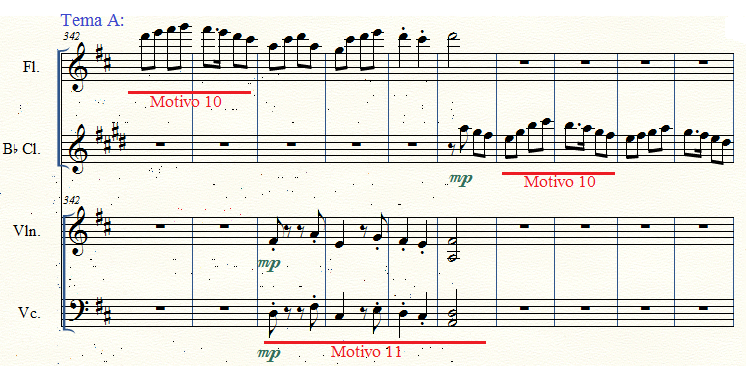 Tema A:
342
Fl.
Motivo 10
B♭ Cl.
mp
Motivo 10
342
Vln.
mp
Vc.
mp
Motivo 11